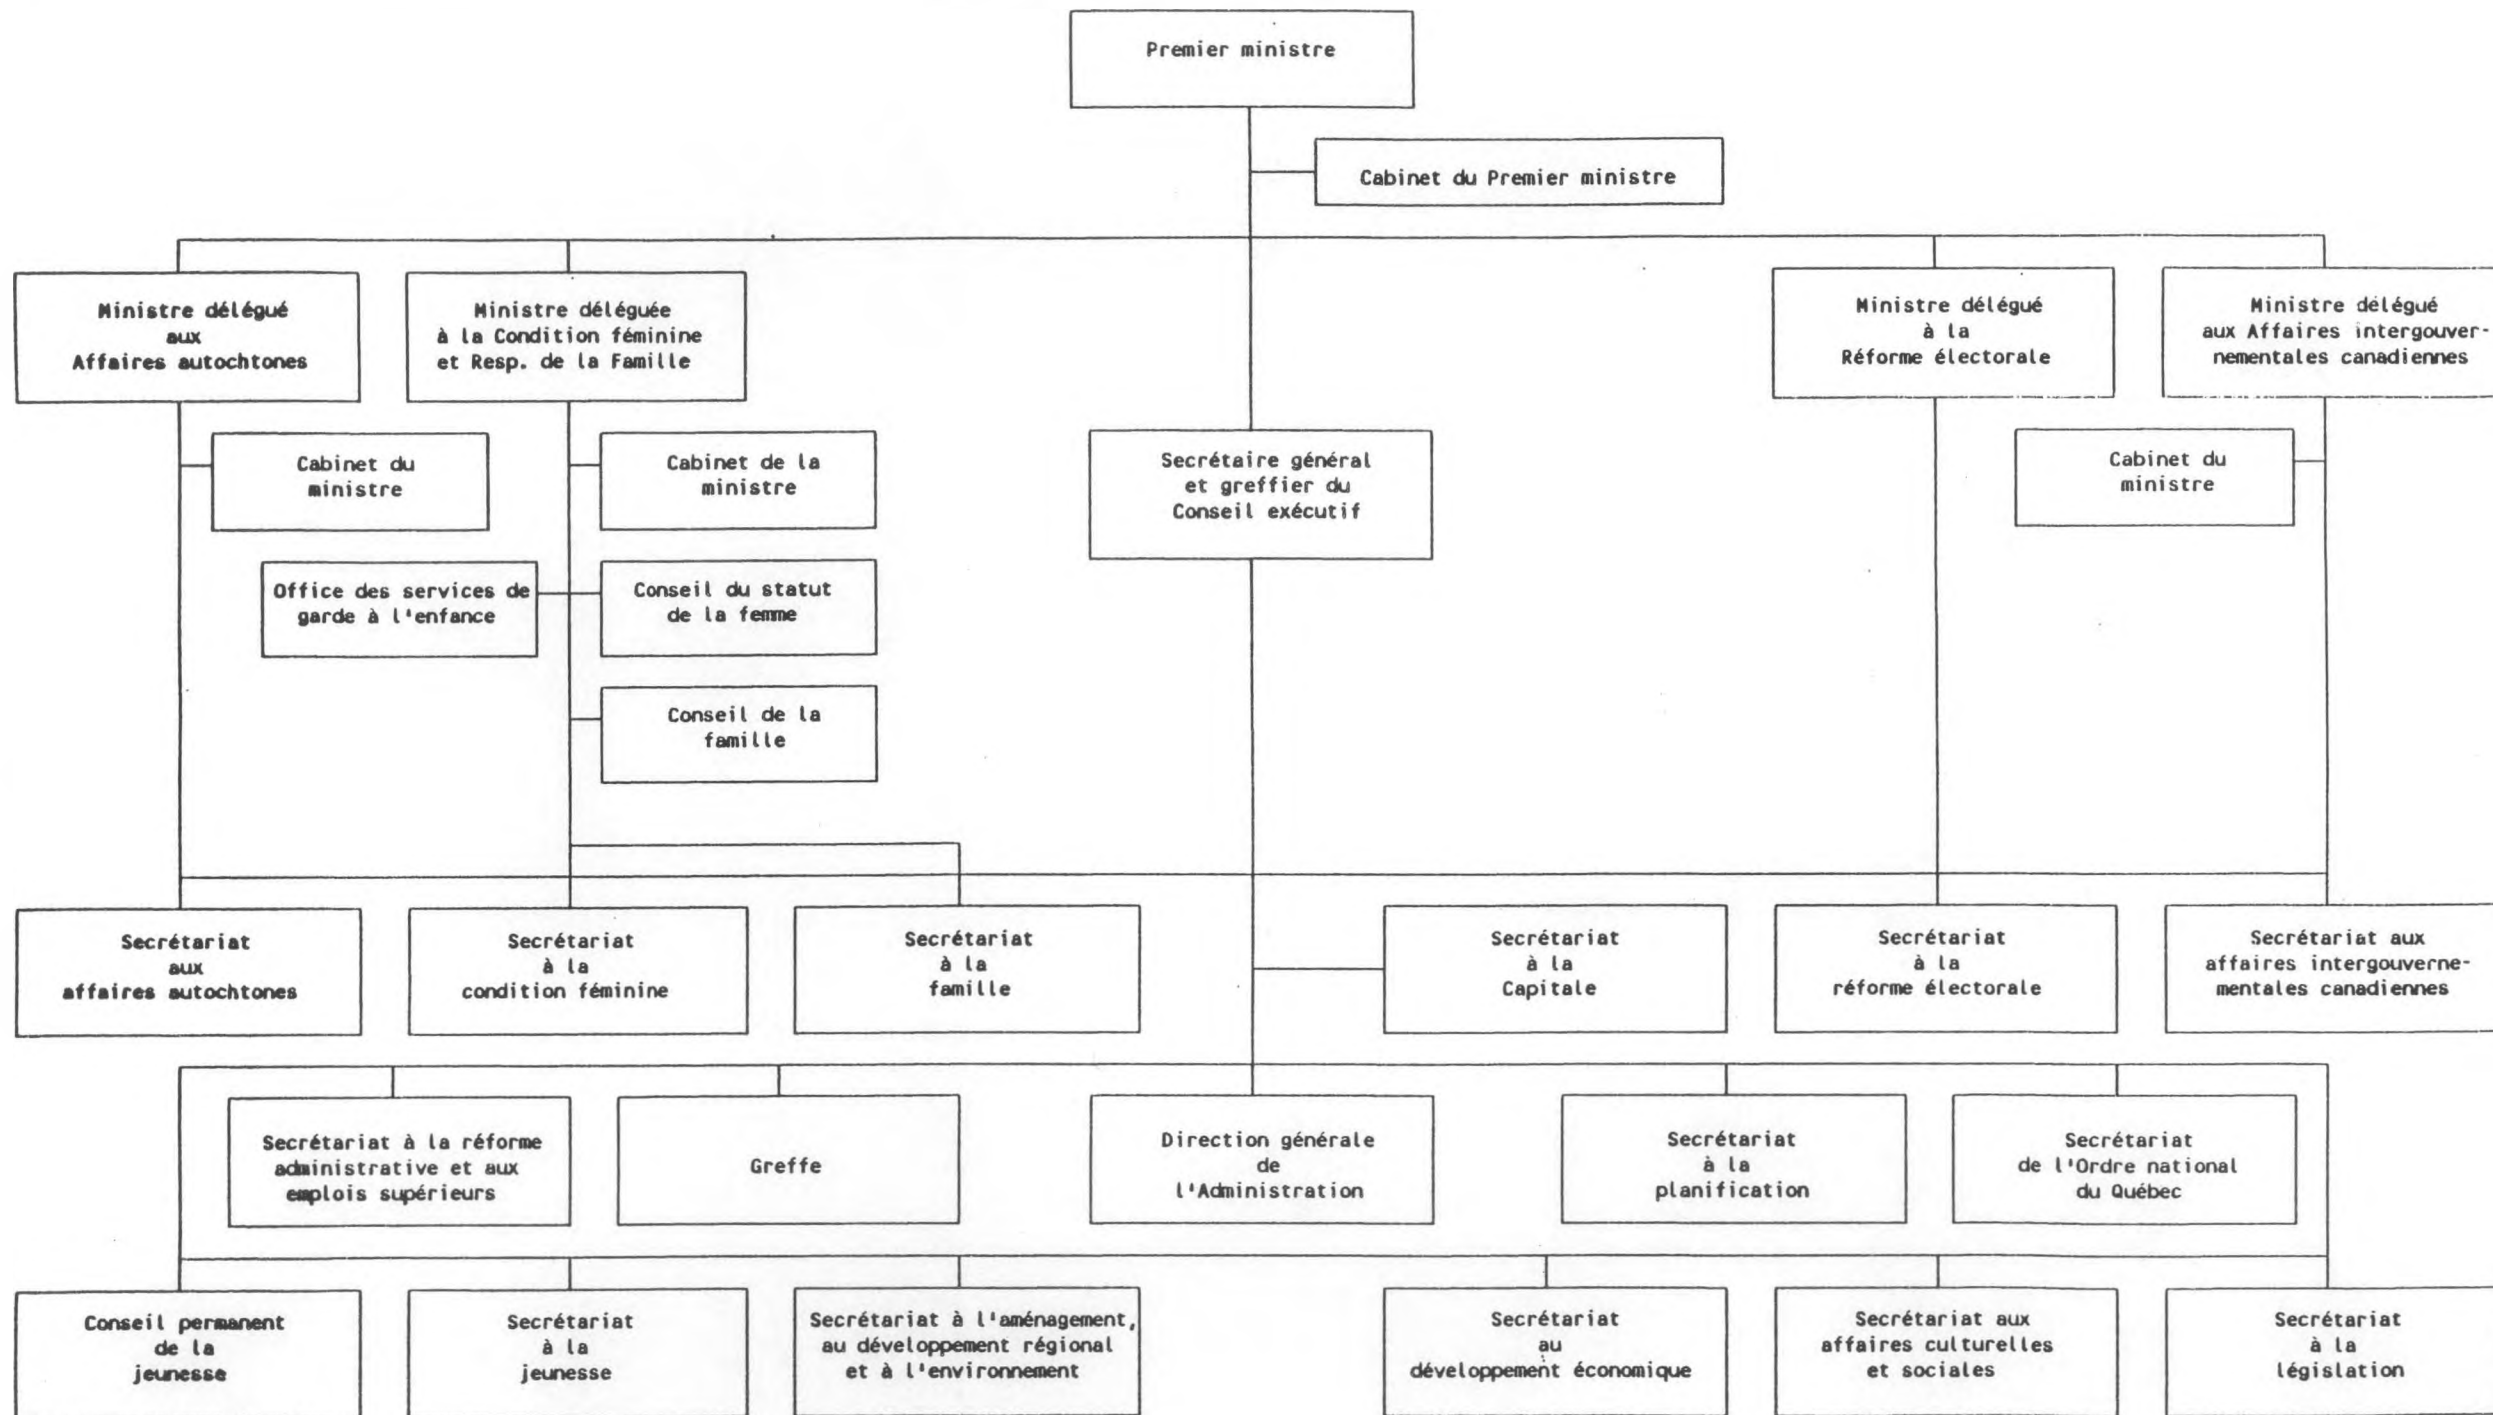 Premier ministre
Cabinet du Premier ministre
Ministre délégué
aux
Affaires autochtones
Ministre déléguée
à la Condition féminine
et Resp. de la Famille
Ministre délégué
à la
Réforme électorale
Ministre délégué
aux Affaires intergouver-
nementales canadiennes
Cabinet du
ministre
Cabinet de la
ministre
Secrétaire général
et greffier du
Conseil exécutif
Cabinet du
ministre
Office des services de
garde à l'enfance
Conseil du statut
de la femme
Conseil de la
famille
Secrétariat
aux
affaires autochtones
Secrétariat
à la
condition féminine
Secrétariat
à la
famille
Secrétariat
à la
Capitale
Secrétariat
à la
réforme électorale
Secrétariat aux
affaires intergouverne-
mentales canadiennes
Secrétariat à la réforme
administrative et aux
emplois supérieurs
Greffe
Direction générale
de
l'Administration
Secrétariat
à la
planification
Secrétariat
de l'Ordre national
du Québec
Conseil permanent
de la
jeunesse
Secrétariat
à la
jeunesse
Secrétariat à l'aménagement,
au développement régional
et à l'environnement
Secrétariat
au
développement économique
Secrétariat aux
affaires culturelles
et sociales
Secrétariat
à la
législation